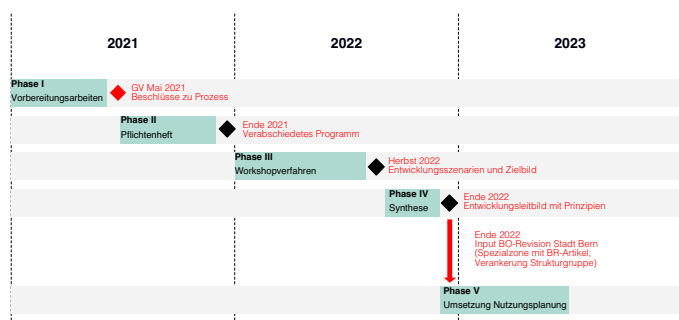 2021
2022
2023
Phase I
Vorbereitungsarbeiten
GV Mai 2021
Beschlüsse zu Prozess
Phase II
Pflichtenheft
Ende 2021
Verabschiedetes Programm
Phase III
Workshopverfahren
Herbst 2022
Entwicklungsszenarien und Zielbild
Phase IV
Synthese
Ende 2022
Entwicklungsleitbild mit Prinzipien
Ende 2022
Input BO-Revision Stadt Bern
(Spezialzone mit BR-Artikel;
Verankerung Strukturgruppe)
Phase V
Umsetzung Nutzungsplanung